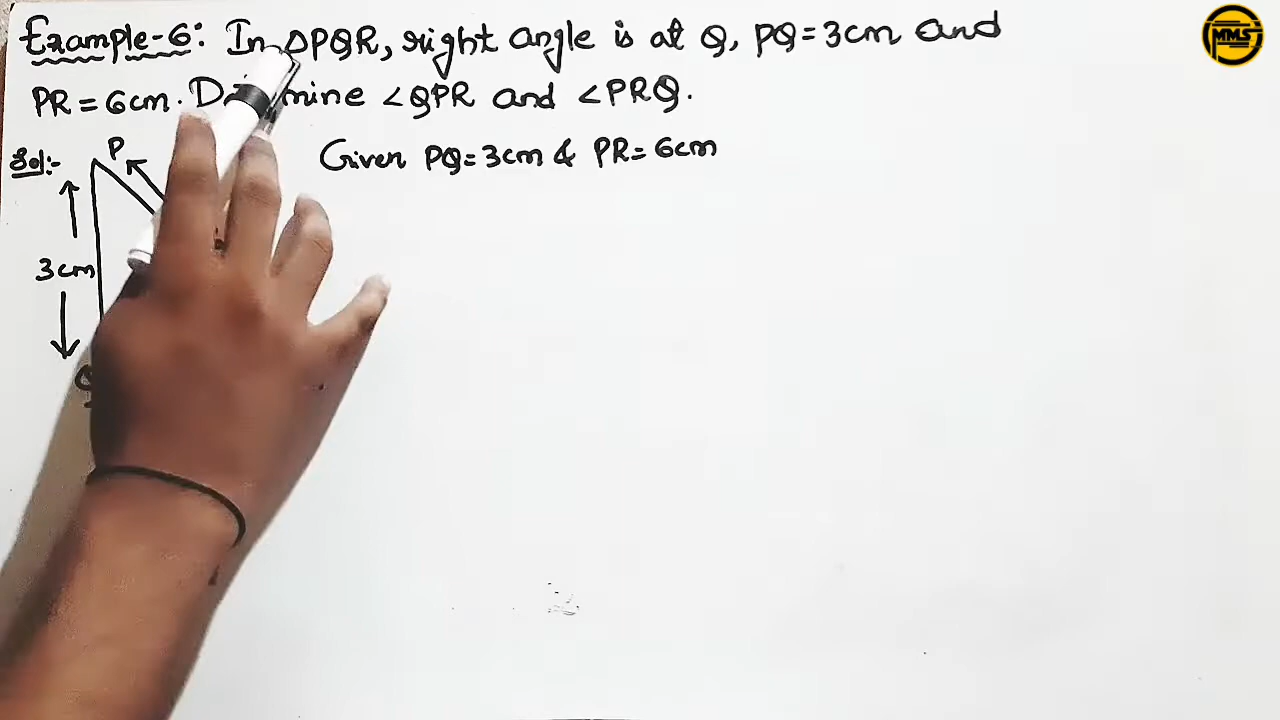 Example-6: In ΔPQR, right angle is at Q, PQ=3cm and
PR=6cm. mine ∠QPR and ∠PRQ.
Sol:- P Given PQ=3cm & PR=6cm
3cm
MMS